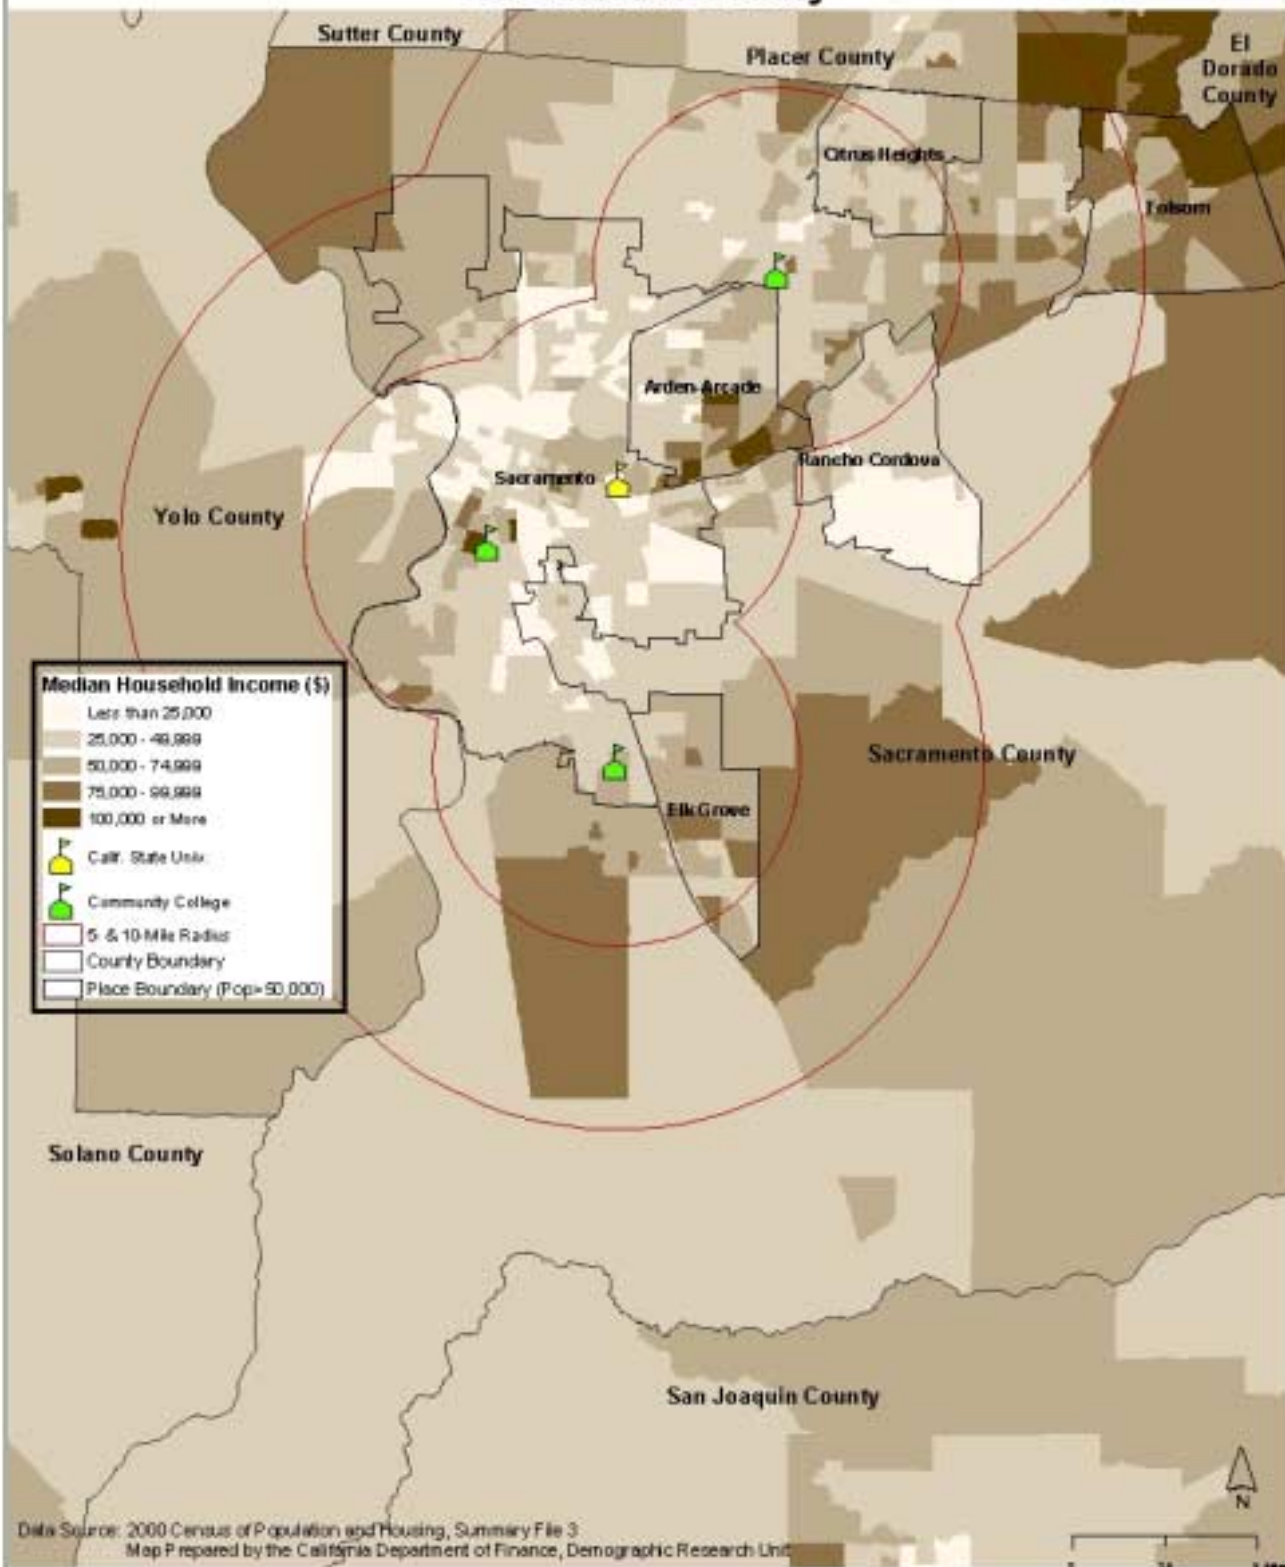 Sutter County
Placer County
El
Dorado
County
Citrus Heights
Folsom
Arden-Arcade
Rancho Cordova
Sacramento
Yolo County
Median Household Income ($)
Less than 25,000
25,000 - 49,999
50,000 - 74,999
75,000 - 99,999
100,000 or More
Calif. State Univ.
Community College
5- & 10-Mile Radius
County Boundary
Place Boundary (Pop>50,000)
Sacramento County
Elk Grove
Solano County
San Joaquin County
N
Data Source: 2000 Census of Population and Housing, Summary File 3
Map Prepared by the California Department of Finance, Demographic Research Unit